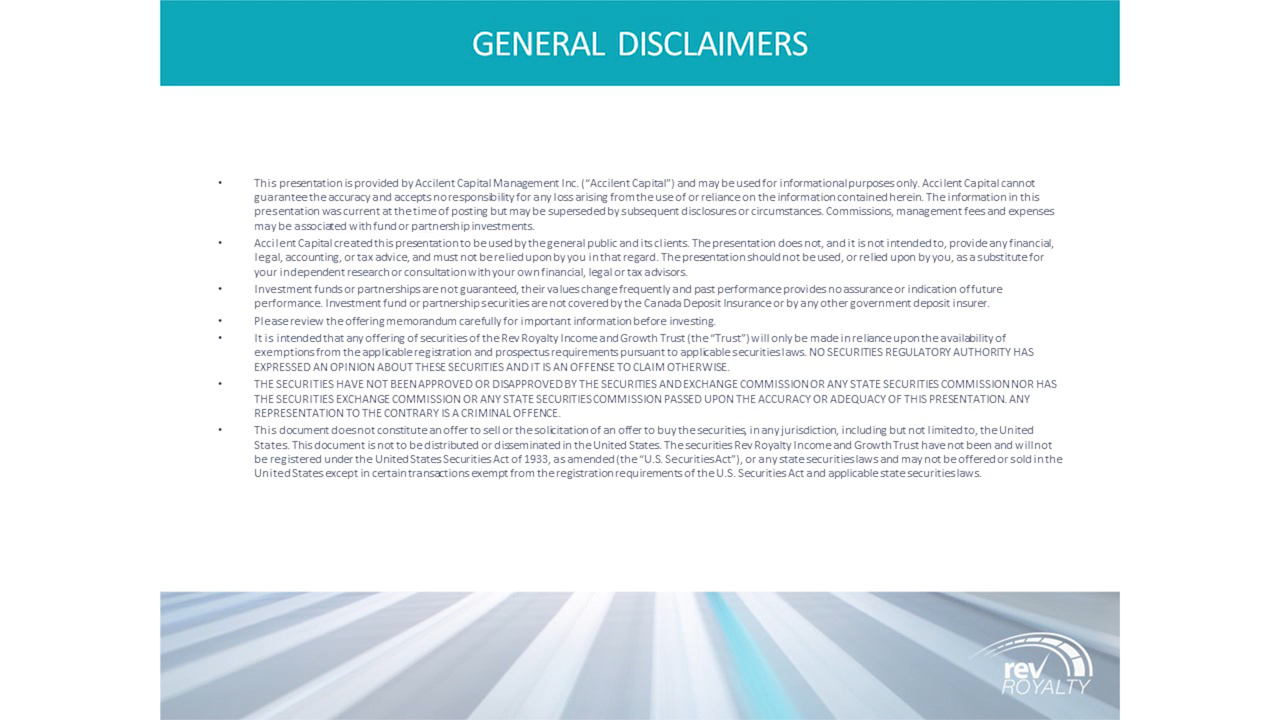 GENERAL DISCLAIMERS
• This presentation is provided by Accilent Capital Management Inc. (“Accilent Capital”) and may be used for informational purposes only. Accilent Capital cannot
guarantee the accuracy and accepts no responsibility for any loss arising from the use of or reliance on the information contained herein. The information in this
presentation was current at the time of posting but may be superseded by subsequent disclosures or circumstances. Commissions, management fees and expenses
may be associated with fund or partnership investments.
• Accilent Capital created this presentation to be used by the general public and its clients. The presentation does not, and it is not intended to, provide any financial,
legal, accounting, or tax advice, and must not be relied upon by you in that regard. The presentation should not be used, or relied upon by you, as a substitute for
your independent research or consultation with your own financial, legal or tax advisors.
• Investment funds or partnerships are not guaranteed, their values change frequently and past performance provides no assurance or indication of future
performance. Investment fund or partnership securities are not covered by the Canada Deposit Insurance or by any other government deposit insurer.
• Please review the offering memorandum carefully for important information before investing.
• It is intended that any offering of securities of the Rev Royalty Income and Growth Trust (the “Trust”) will only be made in reliance upon the availability of
exemptions from the applicable registration and prospectus requirements pursuant to applicable securities laws. NO SECURITIES REGULATORY AUTHORITY HAS
EXPRESSED AN OPINION ABOUT THESE SECURITIES AND IT IS AN OFFENSE TO CLAIM OTHERWISE.
• THE SECURITIES HAVE NOT BEEN APPROVED OR DISAPPROVED BY THE SECURITIES AND EXCHANGE COMMISSION OR ANY STATE SECURITIES COMMISSION NOR HAS
THE SECURITIES EXCHANGE COMMISSION OR ANY STATE SECURITIES COMMISSION PASSED UPON THE ACCURACY OR ADEQUACY OF THIS PRESENTATION. ANY
REPRESENTATION TO THE CONTRARY IS A CRIMINAL OFFENCE.
• This document does not constitute an offer to sell or the solicitation of an offer to buy the securities, in any jurisdiction, including but not limited to, the United
States. This document is not to be distributed or disseminated in the United States. The securities Rev Royalty Income and Growth Trust have not been and will not
be registered under the United States Securities Act of 1933, as amended (the “U.S. Securities Act”), or any state securities laws and may not be offered or sold in the
United States except in certain transactions exempt from the registration requirements of the U.S. Securities Act and applicable state securities laws.
rev
ROYALTY